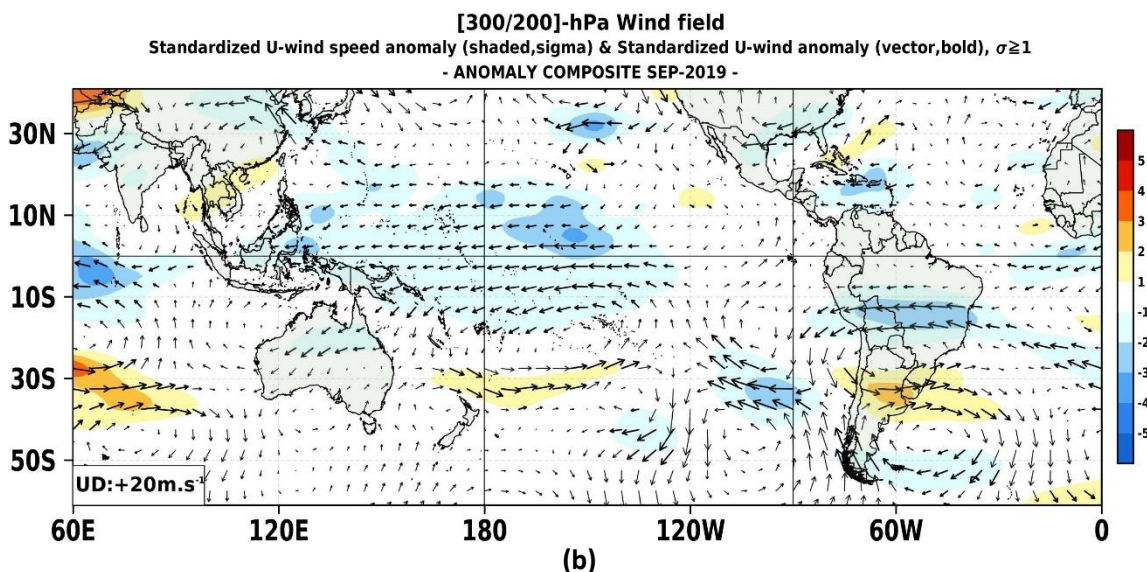 [300/200]-hPa Wind field
Standardized U-wind speed anomaly (shaded,sigma) & Standardized U-wind anomaly (vector,bold), σ≧1
- ANOMALY COMPOSITE SEP-2019 -
30N
10N
10S
30S
50S
UD:+20m.s⁻¹
60E 120E 180 120W 60W 0
5
4
3
2
1
-1
-2
-3
-4
-5
(b)